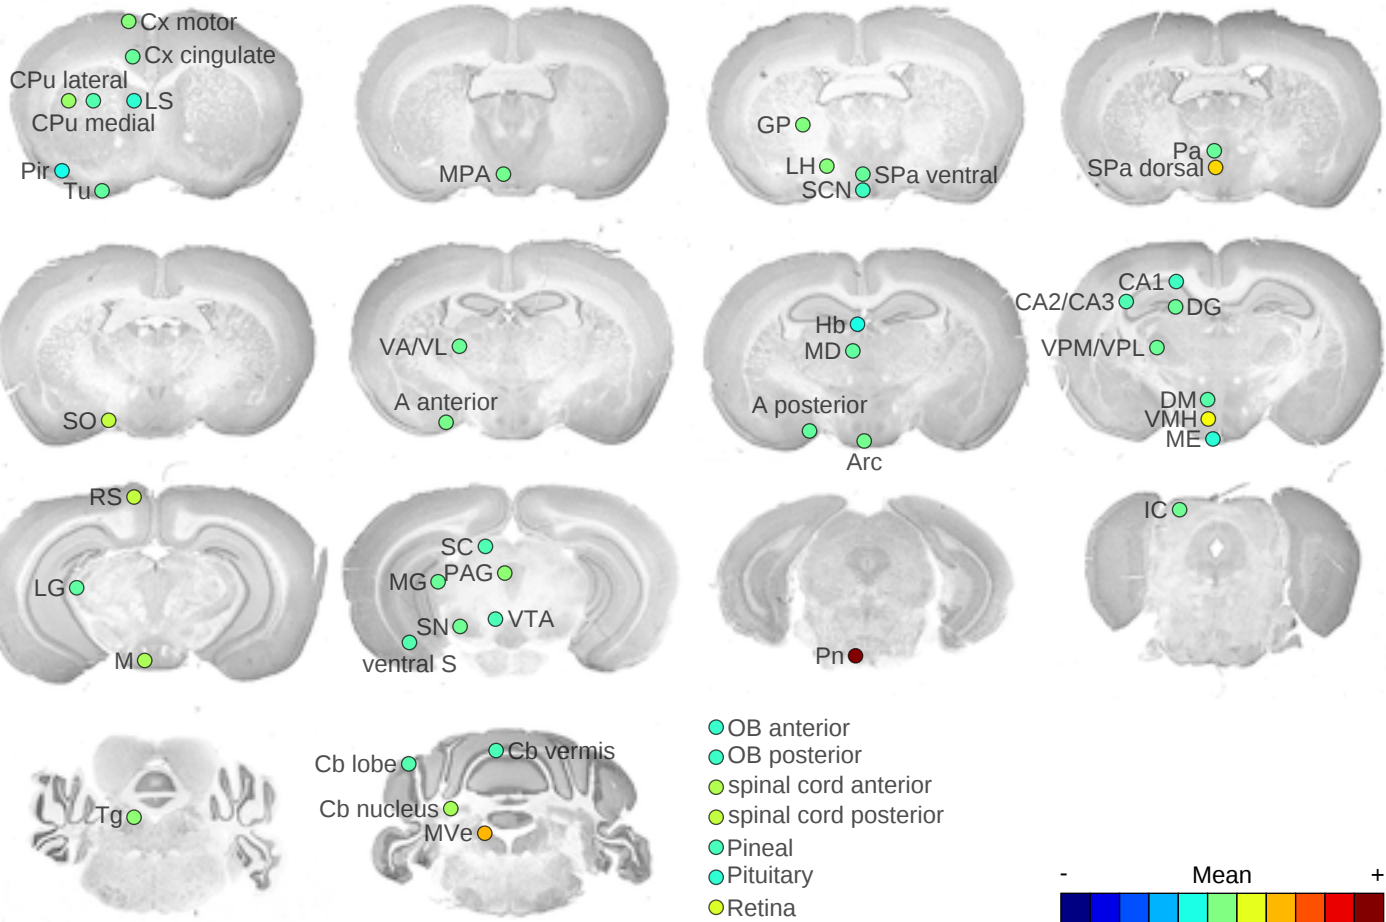 Cx motor
Cx cingulate
CPu lateral
LS
CPu medial
Pir
Tu
MPA
GP
LH
SPa ventral
SCN
Pa
SPa dorsal
SO
VA/VL
A anterior
Hb
MD
A posterior
Arc
CA1
CA2/CA3
DG
VPM/VPL
DM
VMH
ME
RS
LG
M
SC
PAG
MG
VTA
SN
ventral S
Pn
IC
Tg
Cb vermis
Cb lobe
Cb nucleus
MVe
OB anterior
OB posterior
spinal cord anterior
spinal cord posterior
Pineal
Pituitary
Retina
- Mean +